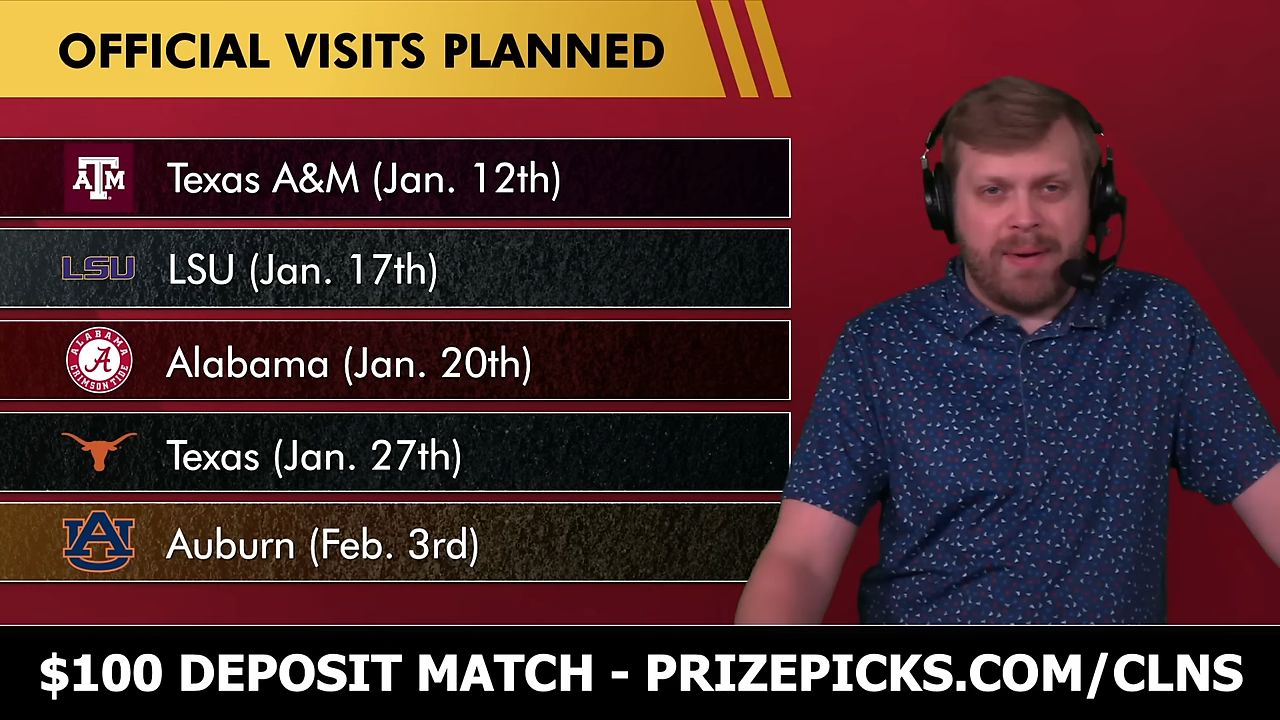 OFFICIAL VISITS PLANNED
ATM
Texas A&M (Jan. 12th)
LSU
LSU (Jan. 17th)
ALABAMA
A
CRIMSON TIDE
Alabama (Jan. 20th)
Texas (Jan. 27th)
AU
Auburn (Feb. 3rd)
$100 DEPOSIT MATCH - PRIZEPICKS.COM/CLNS